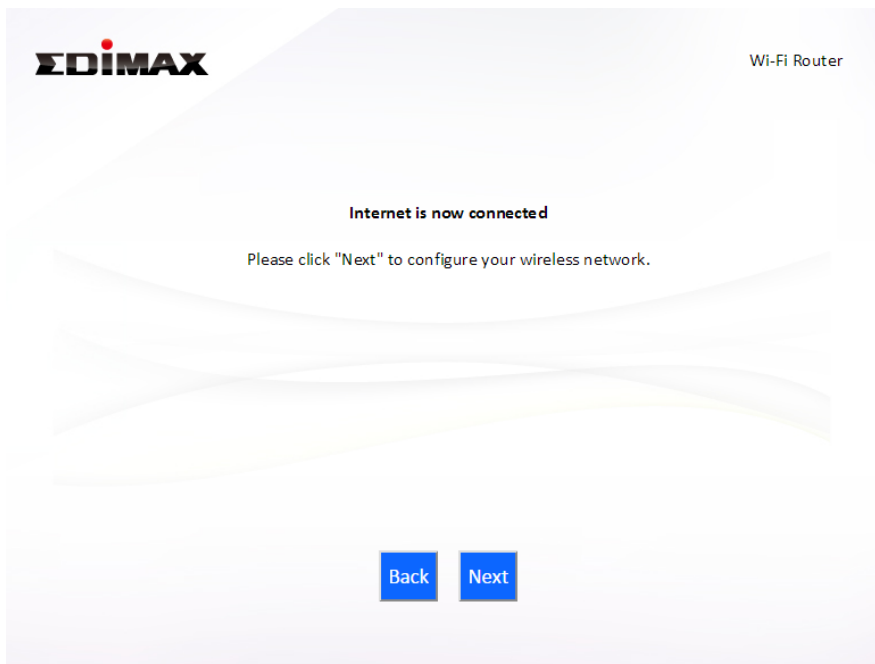 EDIMAX
Wi-Fi Router
Internet is now connected
Please click "Next" to configure your wireless network.
Back Next